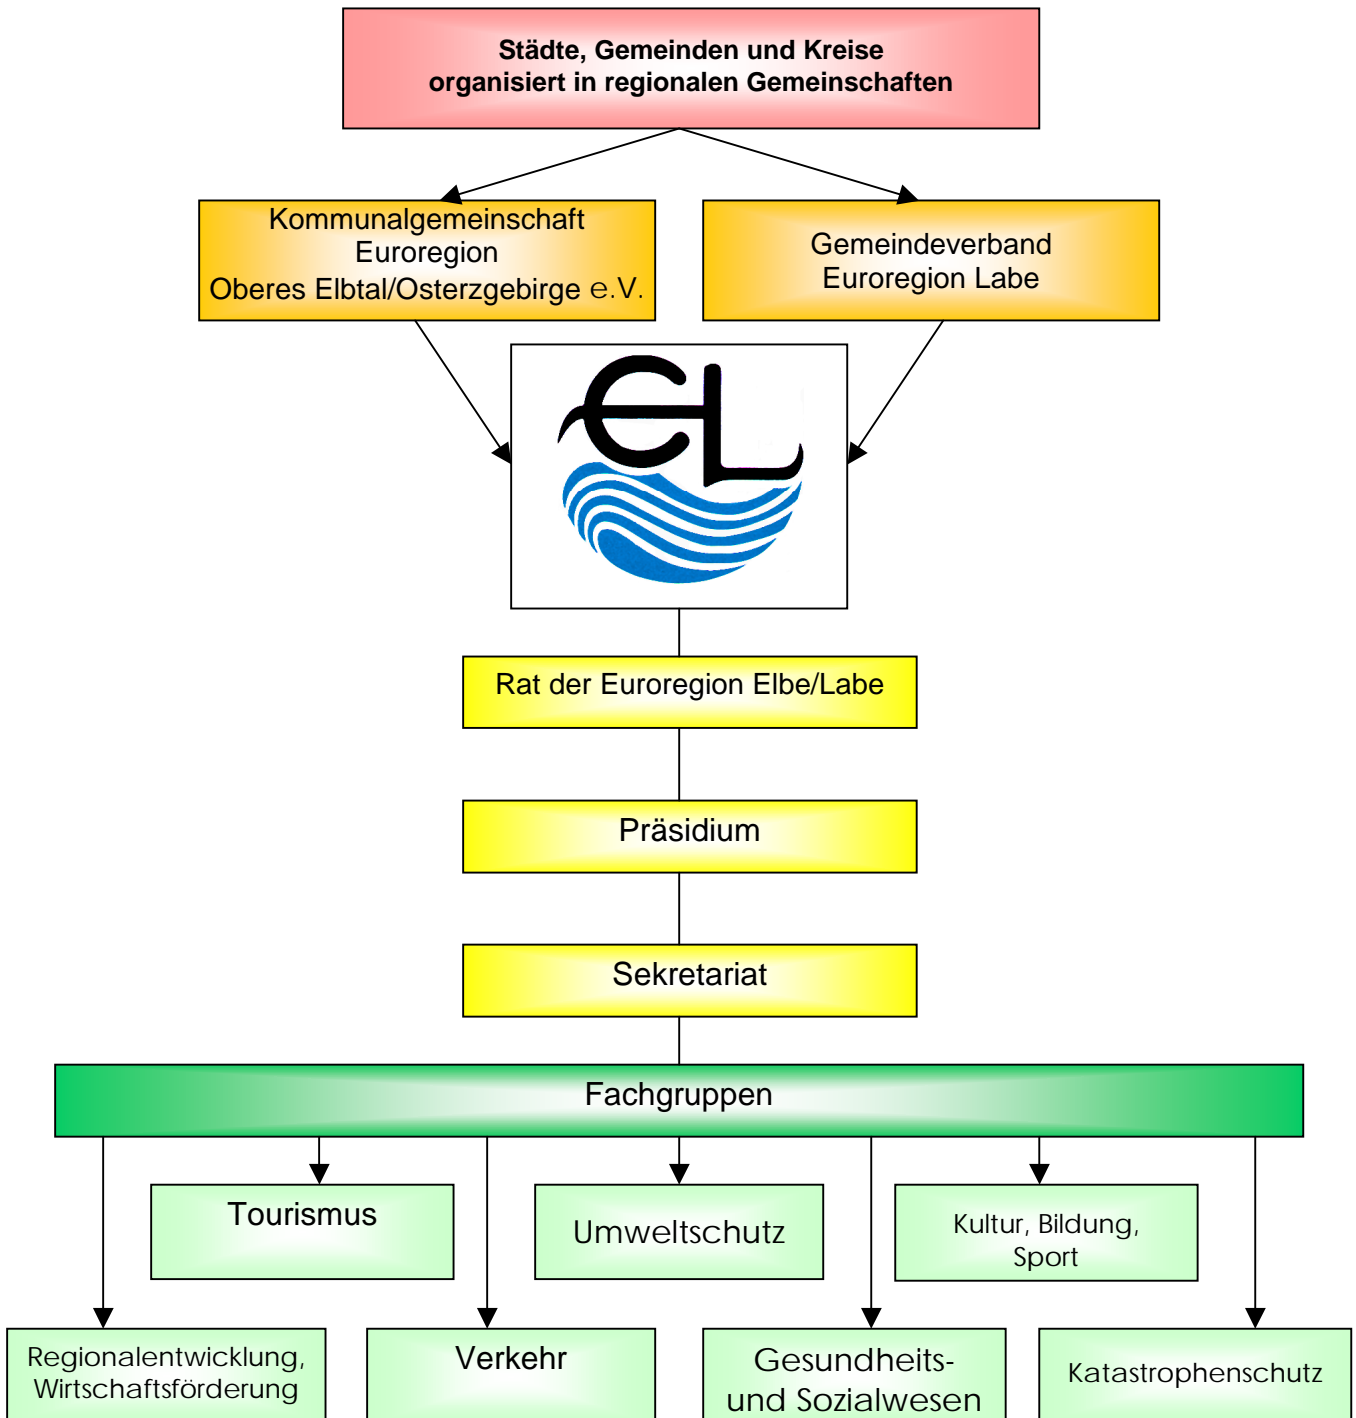 Städte, Gemeinden und Kreise
organisiert in regionalen Gemeinschaften
Kommunalgemeinschaft
Euroregion
Oberes Elbtal/Osterzgebirge e.V.
Gemeindeverband
Euroregion Labe
EL
Rat der Euroregion Elbe/Labe
Präsidium
Sekretariat
Fachgruppen
Tourismus
Umweltschutz
Kultur, Bildung,
Sport
Regionalentwicklung,
Wirtschaftsförderung
Verkehr
Gesundheits-
und Sozialwesen
Katastrophenschutz